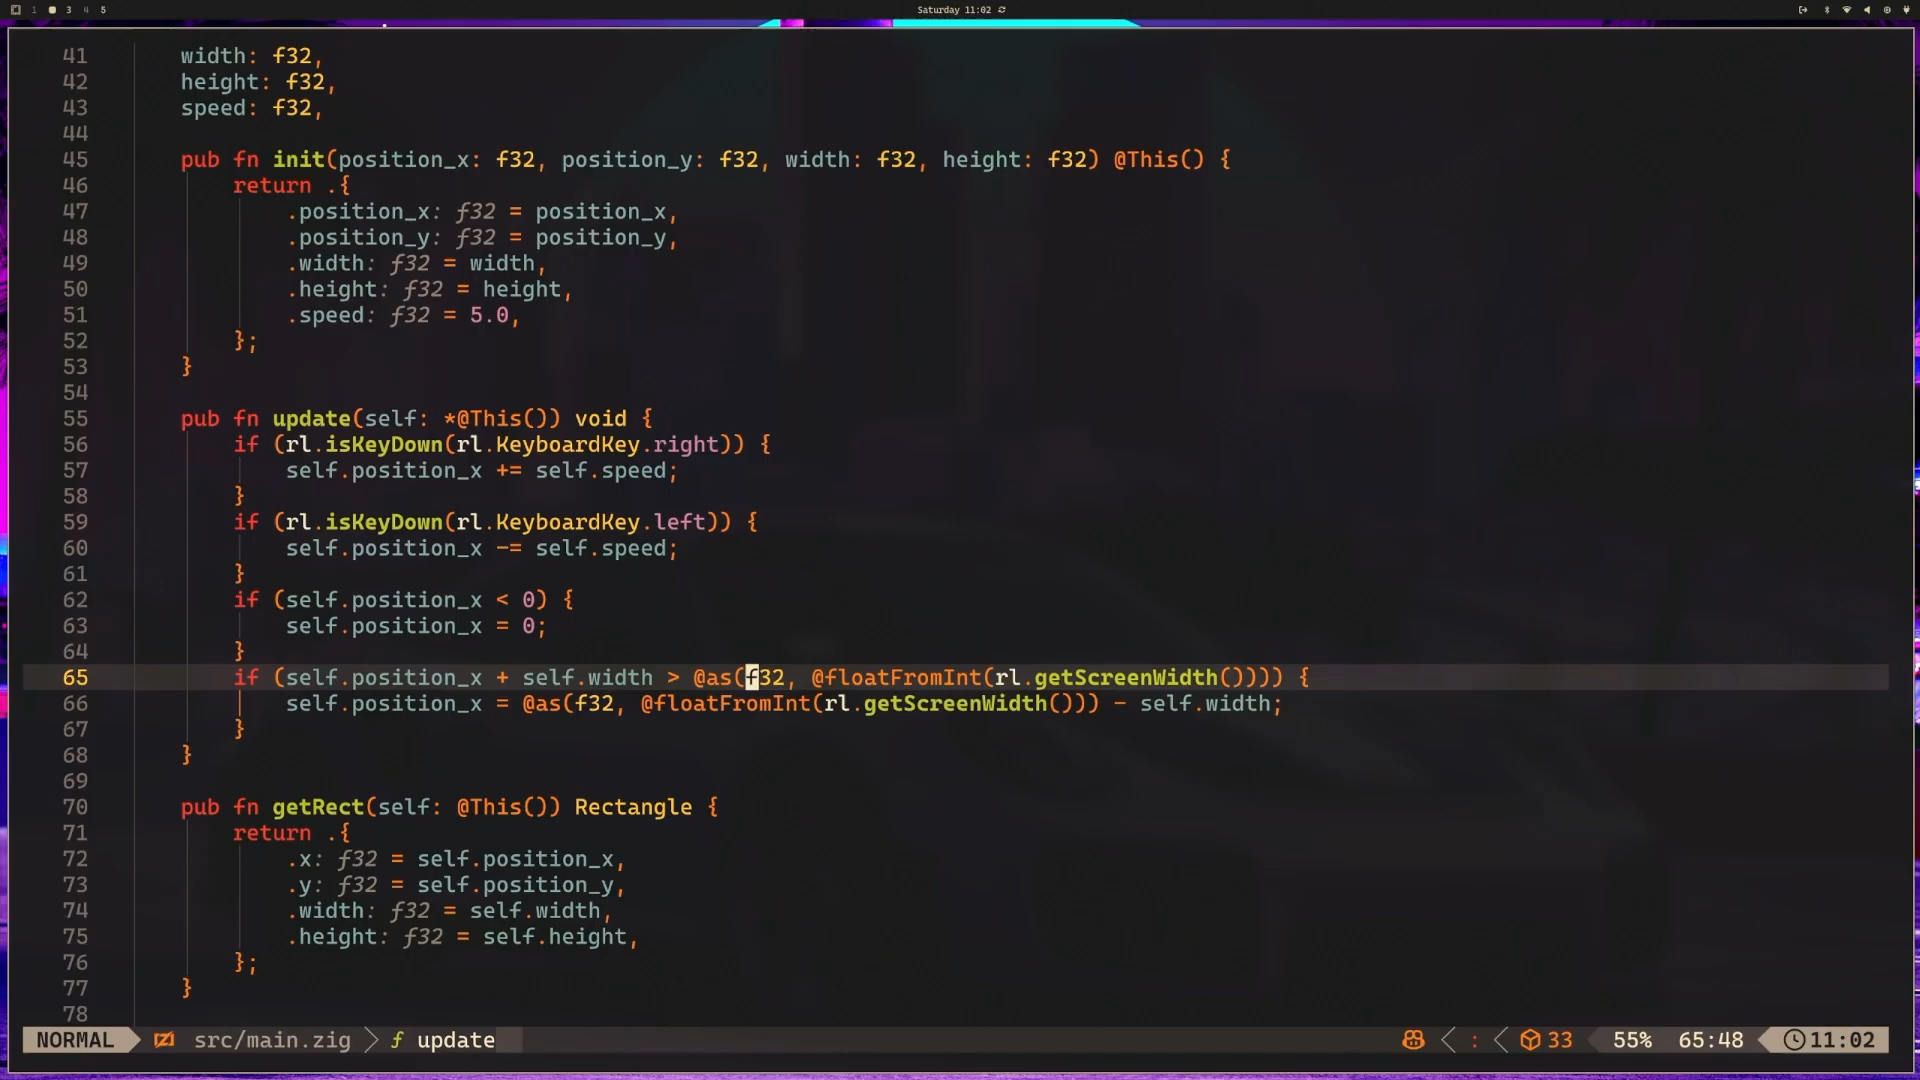 1 3 4 5 Saturday 11:02
41 width: f32,
42 height: f32,
43 speed: f32,
44
45 pub fn init(position_x: f32, position_y: f32, width: f32, height: f32) @This() {
46 return .{
47 .position_x: f32 = position_x,
48 .position_y: f32 = position_y,
49 .width: f32 = width,
50 .height: f32 = height,
51 .speed: f32 = 5.0,
52 };
53 }
54
55 pub fn update(self: *@This()) void {
56 if (rl.isKeyDown(rl.KeyboardKey.right)) {
57 self.position_x += self.speed;
58 }
59 if (rl.isKeyDown(rl.KeyboardKey.left)) {
60 self.position_x -= self.speed;
61 }
62 if (self.position_x < 0) {
63 self.position_x = 0;
64 }
65 if (self.position_x + self.width > @as(f32, @floatFromInt(rl.getScreenWidth()))) {
66 self.position_x = @as(f32, @floatFromInt(rl.getScreenWidth())) - self.width;
67 }
68 }
69
70 pub fn getRect(self: @This()) Rectangle {
71 return .{
72 .x: f32 = self.position_x,
73 .y: f32 = self.position_y,
74 .width: f32 = self.width,
75 .height: f32 = self.height,
76 };
77 }
78
NORMAL src/main.zig f update : 33 55% 65:48 11:02